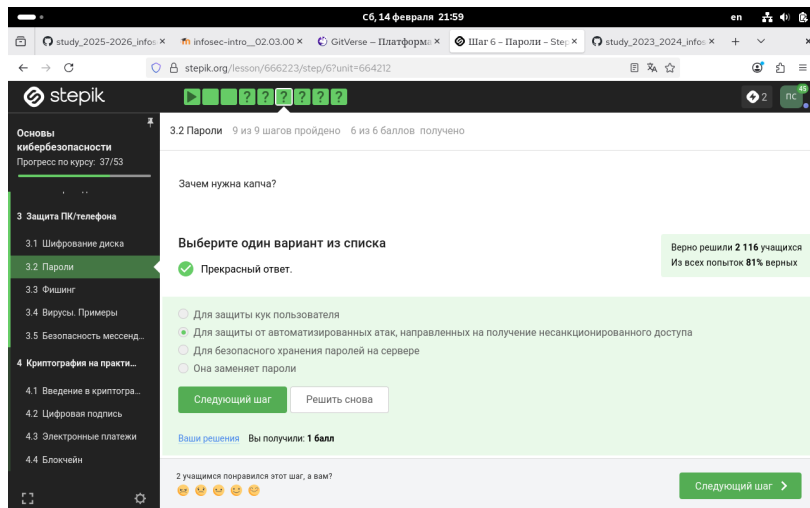 Сб, 14 февраля 21:59
en
study_2025-2026_infos
infosec-intro__02.03.00
GitVerse – Платформа
Шаг 6 – Пароли – Step
study_2023_2024_infos
stepik.org/lesson/666223/step/6?unit=664212
stepik
? ? ? ? ? ?
2
ПС
45
Основы кибербезопасности
Прогресс по курсу: 37/53
3 Защита ПК/телефона
3.1 Шифрование диска
3.2 Пароли
3.3 Фишинг
3.4 Вирусы. Примеры
3.5 Безопасность мессенд...
4 Криптография на практи...
4.1 Введение в криптогра...
4.2 Цифровая подпись
4.3 Электронные платежи
4.4 Блокчейн
3.2 Пароли 9 из 9 шагов пройдено 6 из 6 баллов получено
Зачем нужна капча?
Выберите один вариант из списка
Прекрасный ответ.
Верно решили 2 116 учащихся
Из всех попыток 81% верных
Для защиты кук пользователя
Для защиты от автоматизированных атак, направленных на получение несанкционированного доступа
Для безопасного хранения паролей на сервере
Она заменяет пароли
Следующий шаг
Решить снова
Ваши решения Вы получили: 1 балл
2 учащимся понравился этот шаг, а вам?
Следующий шаг